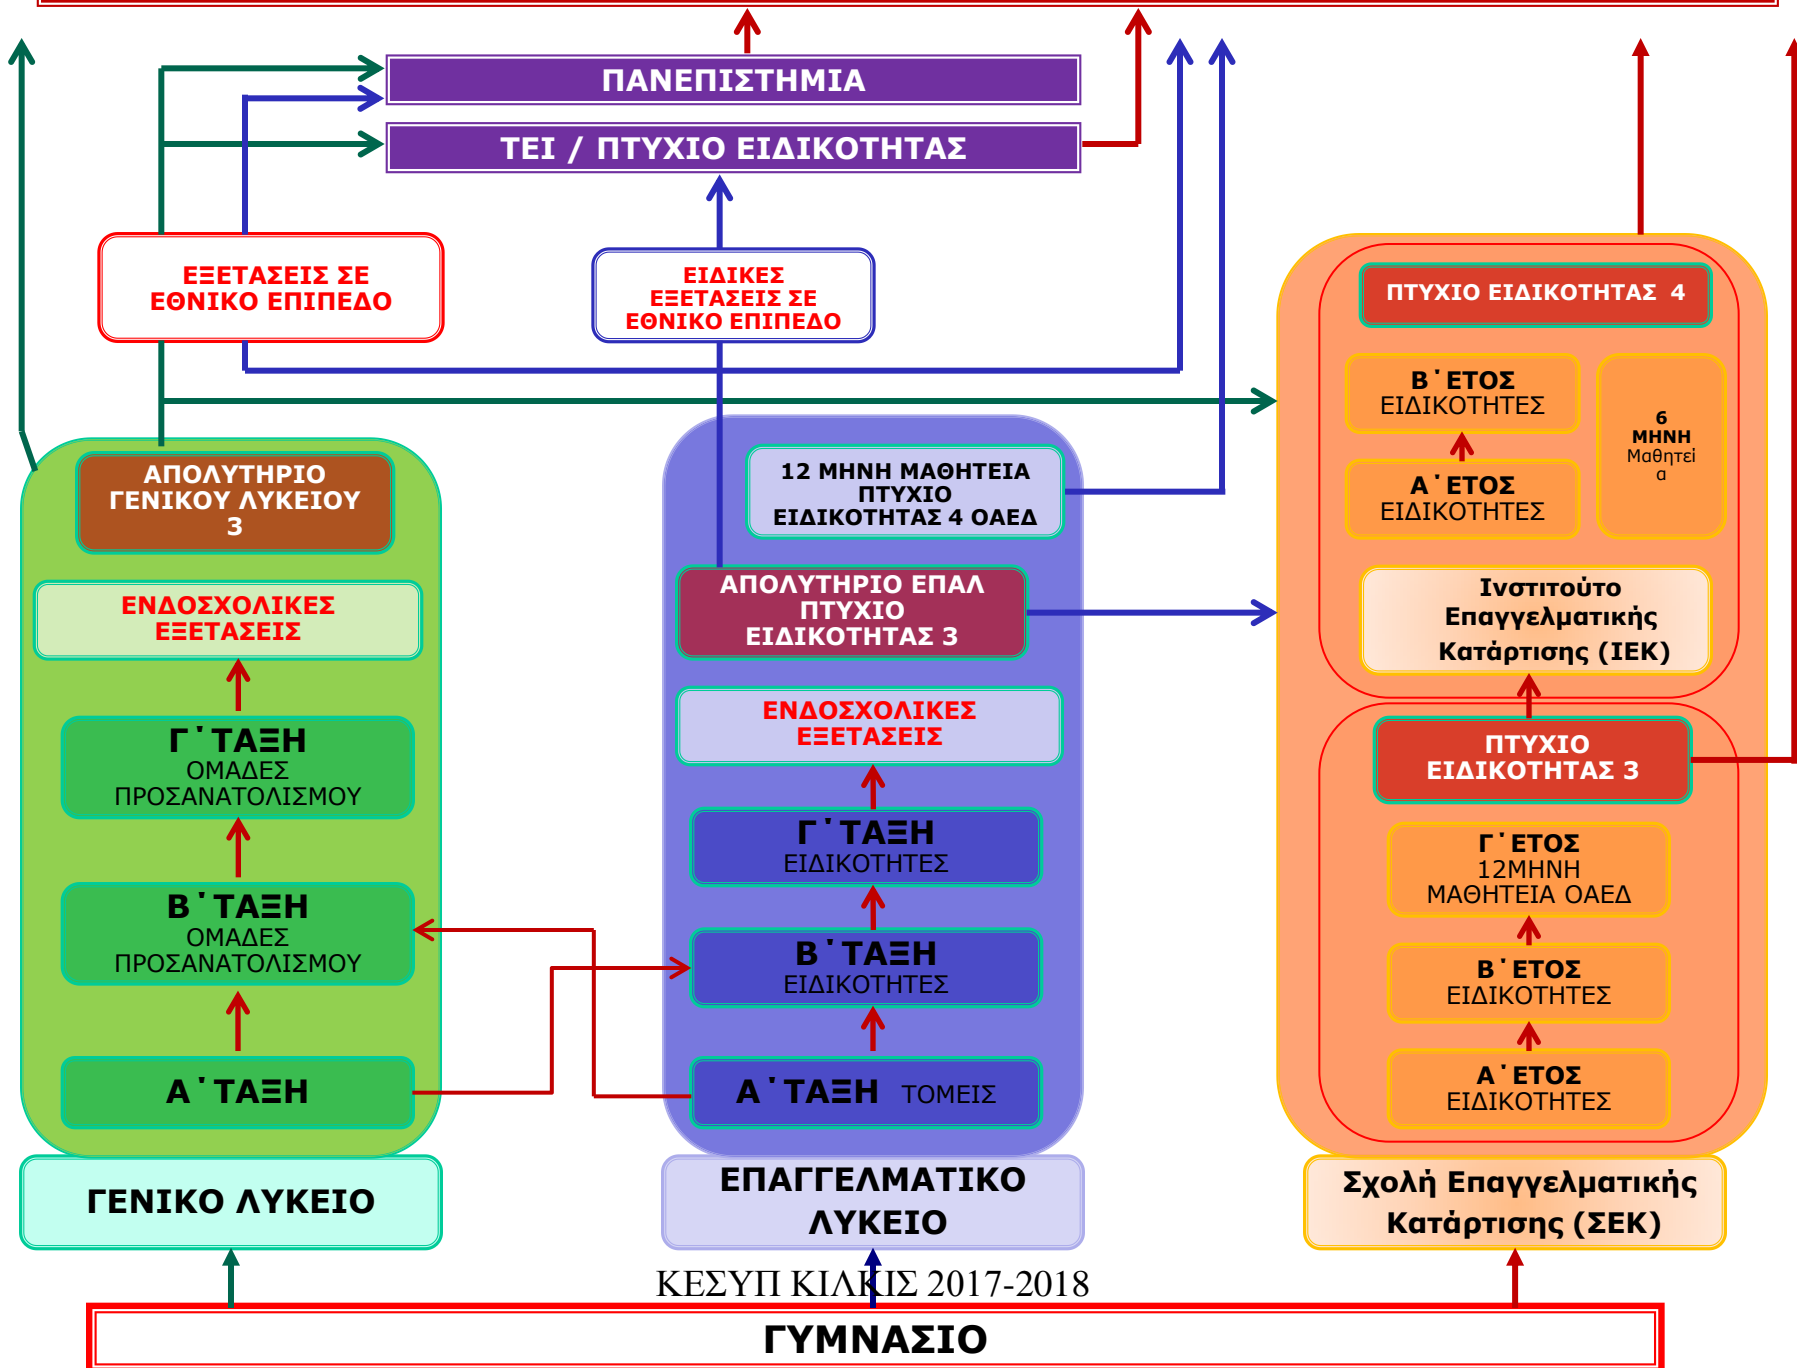 ΠΑΝΕΠΙΣΤΗΜΙΑ
ΤΕΙ / ΠΤΥΧΙΟ ΕΙΔΙΚΟΤΗΤΑΣ
ΕΞΕΤΑΣΕΙΣ ΣΕ
ΕΘΝΙΚΟ ΕΠΙΠΕΔΟ
ΕΙΔΙΚΕΣ
ΕΞΕΤΑΣΕΙΣ ΣΕ
ΕΘΝΙΚΟ ΕΠΙΠΕΔΟ
ΑΠΟΛΥΤΗΡΙΟ
ΓΕΝΙΚΟΥ ΛΥΚΕΙΟΥ
3
ΕΝΔΟΣΧΟΛΙΚΕΣ
ΕΞΕΤΑΣΕΙΣ
Γ΄ΤΑΞΗ
ΟΜΑΔΕΣ
ΠΡΟΣΑΝΑΤΟΛΙΣΜΟΥ
Β΄ΤΑΞΗ
ΟΜΑΔΕΣ
ΠΡΟΣΑΝΑΤΟΛΙΣΜΟΥ
Α΄ΤΑΞΗ
ΓΕΝΙΚΟ ΛΥΚΕΙΟ
12 ΜΗΝΗ ΜΑΘΗΤΕΙΑ
ΠΤΥΧΙΟ
ΕΙΔΙΚΟΤΗΤΑΣ 4 ΟΑΕΔ
ΑΠΟΛΥΤΗΡΙΟ ΕΠΑΛ
ΠΤΥΧΙΟ
ΕΙΔΙΚΟΤΗΤΑΣ 3
ΕΝΔΟΣΧΟΛΙΚΕΣ
ΕΞΕΤΑΣΕΙΣ
Γ΄ΤΑΞΗ
ΕΙΔΙΚΟΤΗΤΕΣ
Β΄ΤΑΞΗ
ΕΙΔΙΚΟΤΗΤΕΣ
Α΄ΤΑΞΗ ΤΟΜΕΙΣ
ΕΠΑΓΓΕΛΜΑΤΙΚΟ
ΛΥΚΕΙΟ
ΠΤΥΧΙΟ ΕΙΔΙΚΟΤΗΤΑΣ 4
Β΄ΕΤΟΣ
ΕΙΔΙΚΟΤΗΤΕΣ
Α΄ΕΤΟΣ
ΕΙΔΙΚΟΤΗΤΕΣ
6
ΜΗΝΗ
Μαθητεί
α
Ινστιτούτο
Επαγγελματικής
Κατάρτισης (ΙΕΚ)
ΠΤΥΧΙΟ
ΕΙΔΙΚΟΤΗΤΑΣ 3
Γ΄ΕΤΟΣ
12ΜΗΝΗ
ΜΑΘΗΤΕΙΑ ΟΑΕΔ
Β΄ΕΤΟΣ
ΕΙΔΙΚΟΤΗΤΕΣ
Α΄ΕΤΟΣ
ΕΙΔΙΚΟΤΗΤΕΣ
Σχολή Επαγγελματικής
Κατάρτισης (ΣΕΚ)
ΚΕΣΥΠ ΚΙΛΚΙΣ 2017-2018
ΓΥΜΝΑΣΙΟ